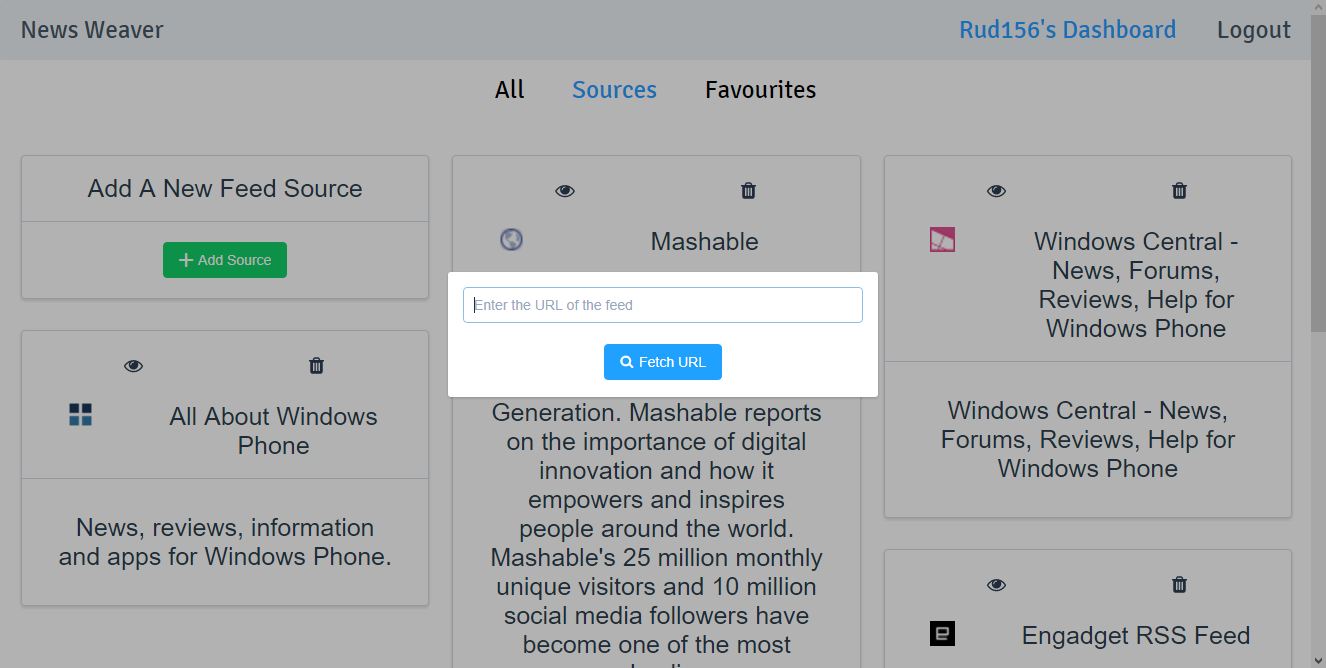 News Weaver
Rud156's Dashboard
Logout
All
Sources
Favourites
Add A New Feed Source
Add Source
All About Windows
Phone
News, reviews, information
and apps for Windows Phone.
Mashable
Enter the URL of the feed
Fetch URL
Generation. Mashable reports
on the importance of digital
innovation and how it
empowers and inspires
people around the world.
Mashable's 25 million monthly
unique visitors and 10 million
social media followers have
become one of the most
Windows Central -
News, Forums,
Reviews, Help for
Windows Phone
Windows Central - News,
Forums, Reviews, Help for
Windows Phone
Engadget RSS Feed